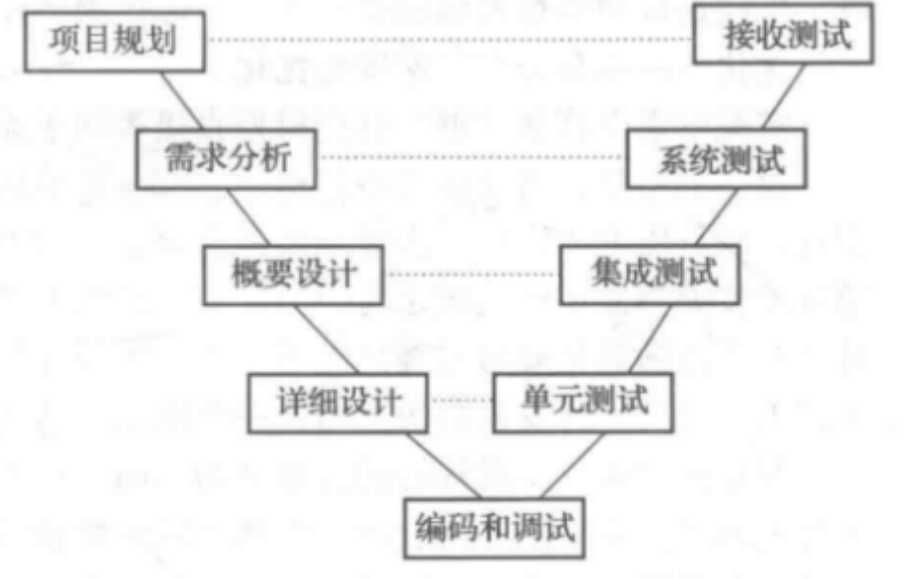 项目规划
接收测试
需求分析
系统测试
概要设计
集成测试
详细设计
单元测试
编码和调试